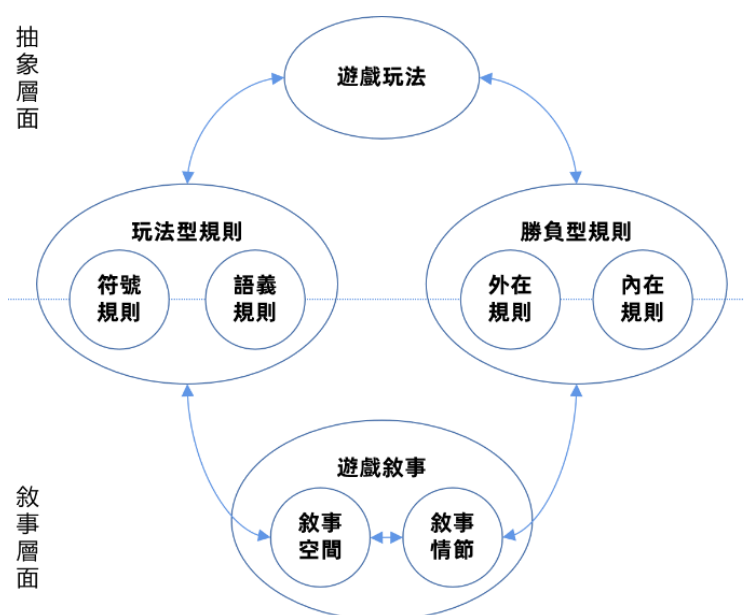 抽象層面
遊戲玩法
玩法型規則
符號
規則
語義
規則
勝負型規則
外在
規則
內在
規則
敘事層面
遊戲敘事
敘事
空間
敘事
情節